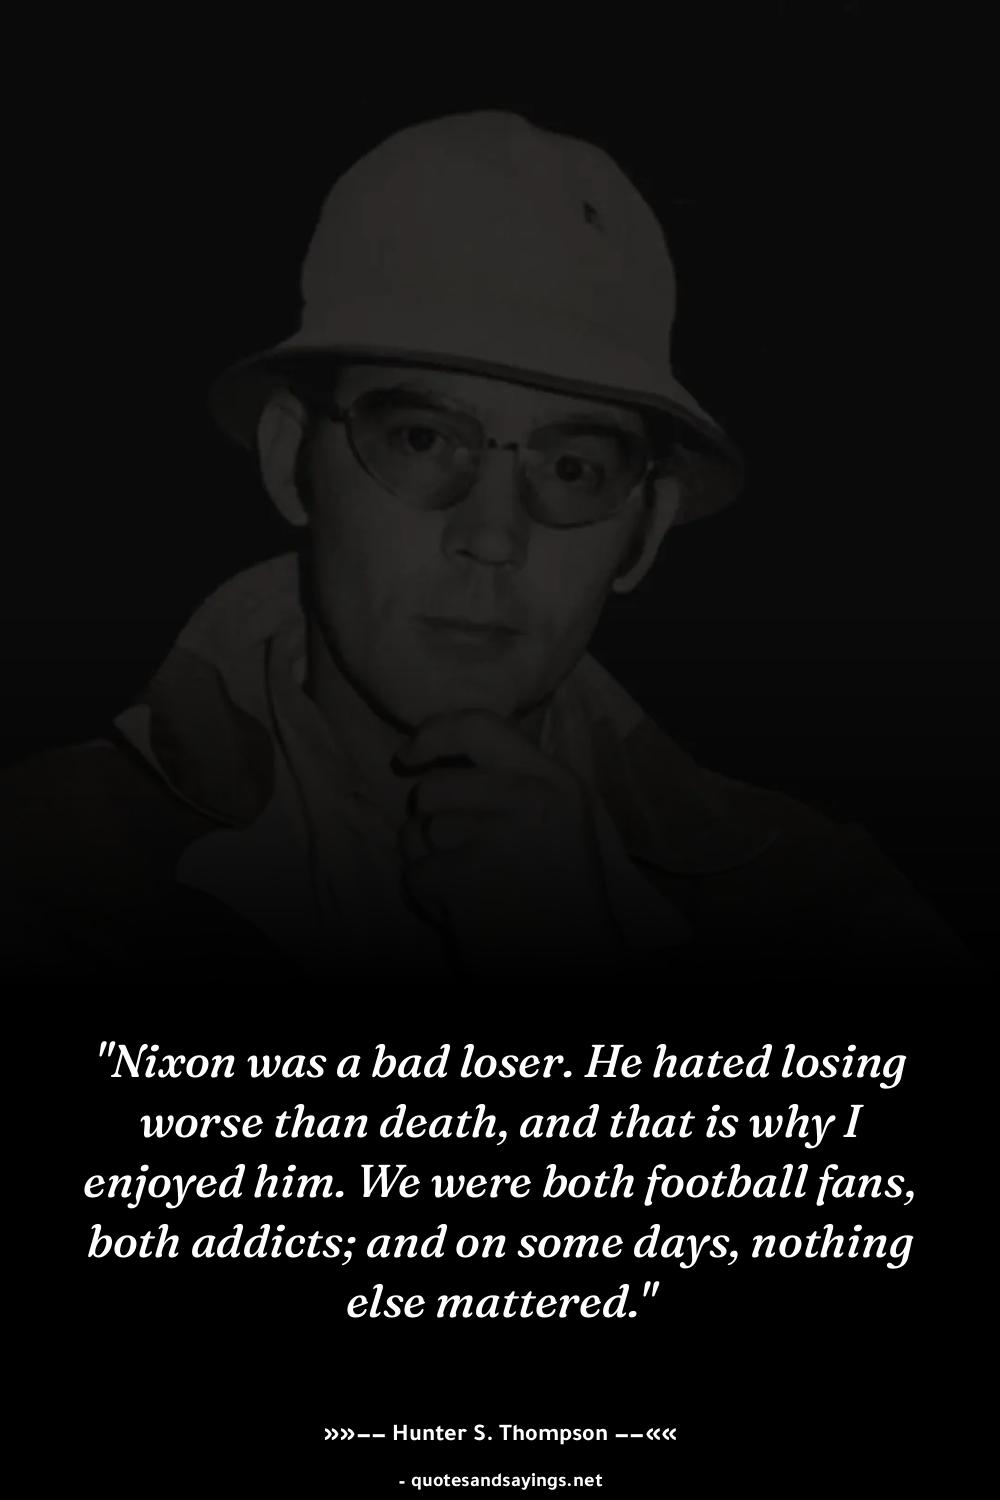 "Nixon was a bad loser. He hated losing
worse than death, and that is why I
enjoyed him. We were both football fans,
both addicts; and on some days, nothing
else mattered."
»»–– Hunter S. Thompson ––««
- quotesandsayings.net